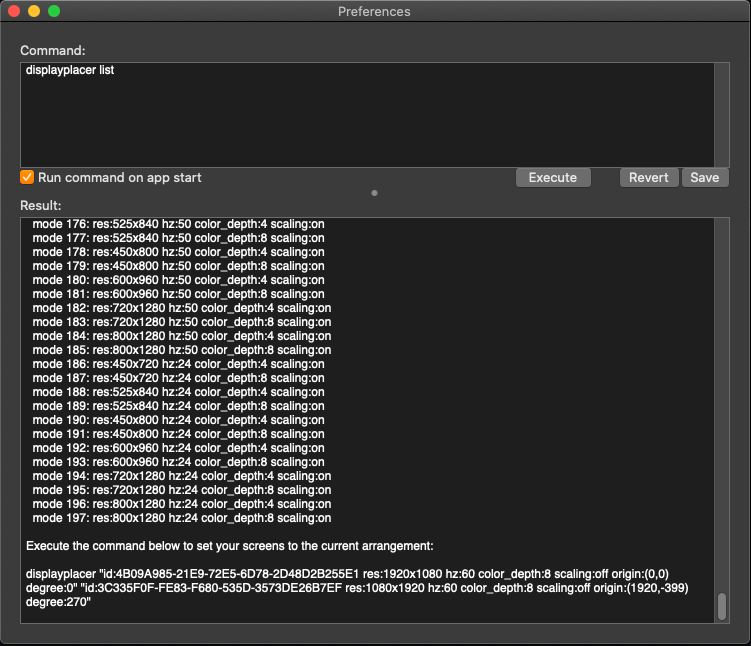 Preferences
Command:
displayplacer list
Run command on app start
Execute
Revert
Save
Result:
mode 176: res:525x840 hz:50 color_depth:4 scaling:on
mode 177: res:525x840 hz:50 color_depth:8 scaling:on
mode 178: res:450x800 hz:50 color_depth:4 scaling:on
mode 179: res:450x800 hz:50 color_depth:8 scaling:on
mode 180: res:600x960 hz:50 color_depth:4 scaling:on
mode 181: res:600x960 hz:50 color_depth:8 scaling:on
mode 182: res:720x1280 hz:50 color_depth:4 scaling:on
mode 183: res:720x1280 hz:50 color_depth:8 scaling:on
mode 184: res:800x1280 hz:50 color_depth:4 scaling:on
mode 185: res:800x1280 hz:50 color_depth:8 scaling:on
mode 186: res:450x720 hz:24 color_depth:4 scaling:on
mode 187: res:450x720 hz:24 color_depth:8 scaling:on
mode 188: res:525x840 hz:24 color_depth:4 scaling:on
mode 189: res:525x840 hz:24 color_depth:8 scaling:on
mode 190: res:450x800 hz:24 color_depth:4 scaling:on
mode 191: res:450x800 hz:24 color_depth:8 scaling:on
mode 192: res:600x960 hz:24 color_depth:4 scaling:on
mode 193: res:600x960 hz:24 color_depth:8 scaling:on
mode 194: res:720x1280 hz:24 color_depth:4 scaling:on
mode 195: res:720x1280 hz:24 color_depth:8 scaling:on
mode 196: res:800x1280 hz:24 color_depth:4 scaling:on
mode 197: res:800x1280 hz:24 color_depth:8 scaling:on
Execute the command below to set your screens to the current arrangement:
displayplacer "id:4B09A985-21E9-72E5-6D78-2D48D2B255E1 res:1920x1080 hz:60 color_depth:8 scaling:off origin:(0,0)
degree:0" "id:3C335F0F-FE83-F680-535D-3573DE26B7EF res:1080x1920 hz:60 color_depth:8 scaling:off origin:(1920,-399)
degree:270"